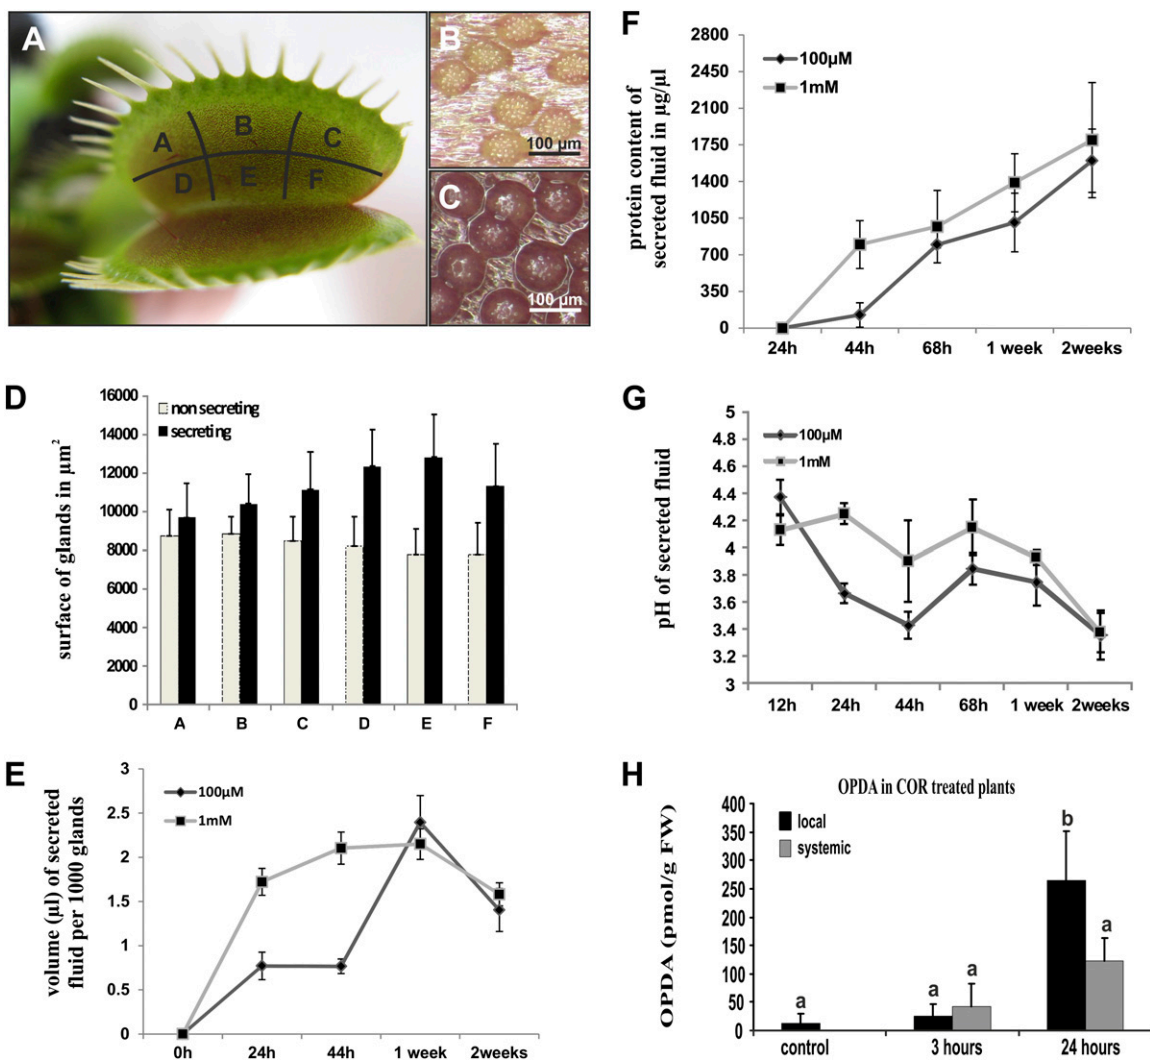 A
A
B
C
D
E
F
B
100 µm
C
100 µm
D
surface of glands in µm²
16000
14000
12000
10000
8000
6000
4000
2000
0
non secreting
secreting
A B C D E F
E
volume (µl) of secreted
fluid per 1000 glands
3
2.5
2
1.5
1
0.5
0
100µM
1mM
0h 24h 44h 1 week 2weeks
F
protein content of
secreted fluid in µg/µl
2800
2450
2100
1750
1400
1050
700
350
0
100µM
1mM
24h 44h 68h 1 week 2weeks
G
pH of secreted fluid
5
4.8
4.6
4.4
4.2
4
3.8
3.6
3.4
3.2
3
100µM
1mM
12h 24h 44h 68h 1 week 2weeks
H
OPDA in COR treated plants
OPDA (pmol/g FW)
400
350
300
250
200
150
100
50
0
local
systemic
a
a
a
b
a
control 3 hours 24 hours